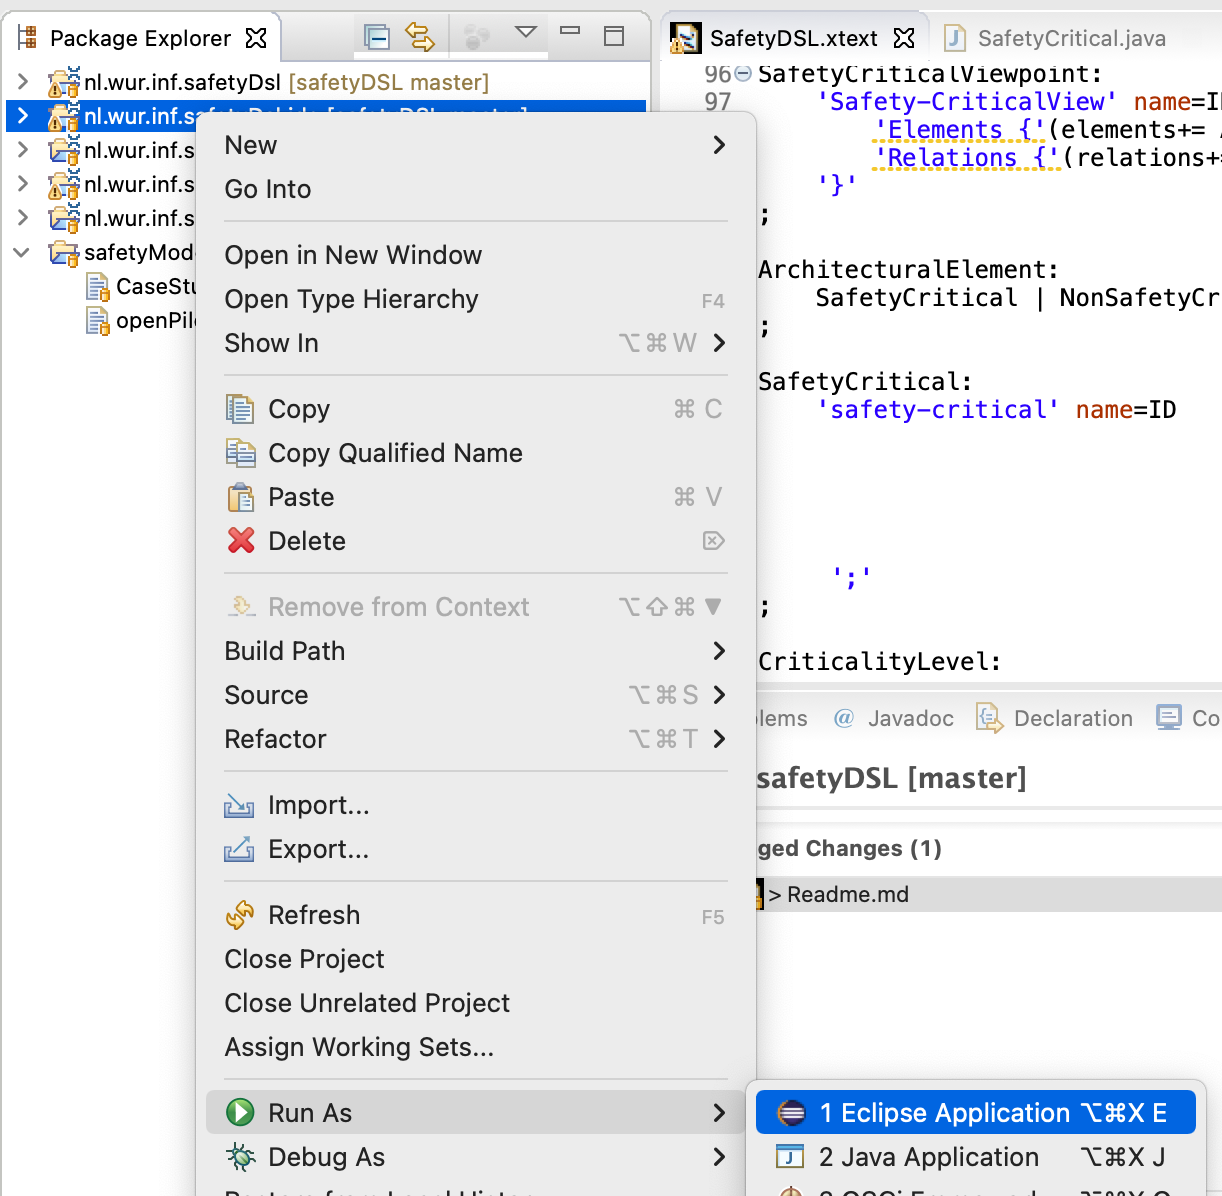 Package Explorer
nl.wur.inf.safetyDsl [safetyDSL master]
nl.wur.inf.s
nl.wur.inf.s
nl.wur.inf.s
nl.wur.inf.s
safetyMod
CaseStu
openPil
New
Go Into
Open in New Window
Open Type Hierarchy F4
Show In ⌥⌘W
Copy ⌘C
Copy Qualified Name
Paste ⌘V
Delete ⌦
Remove from Context ⌥⇧⌘▼
Build Path
Source ⌥⌘S
Refactor ⌥⌘T
Import...
Export...
Refresh F5
Close Project
Close Unrelated Project
Assign Working Sets...
Run As
Debug As
1 Eclipse Application ⌥⌘X E
2 Java Application ⌥⌘X J
SafetyDSL.xtext
SafetyCritical.java
96 SafetyCriticalViewpoint:
97 'Safety-CriticalView' name=I
'Elements {'(elements+=
'Relations {'(relations+=
'}'
;
ArchitecturalElement:
SafetyCritical | NonSafetyCr
;
SafetyCritical:
'safety-critical' name=ID
';'
;
CriticalityLevel:
lems @ Javadoc Declaration Co
safetyDSL [master]
ged Changes (1)
> Readme.md